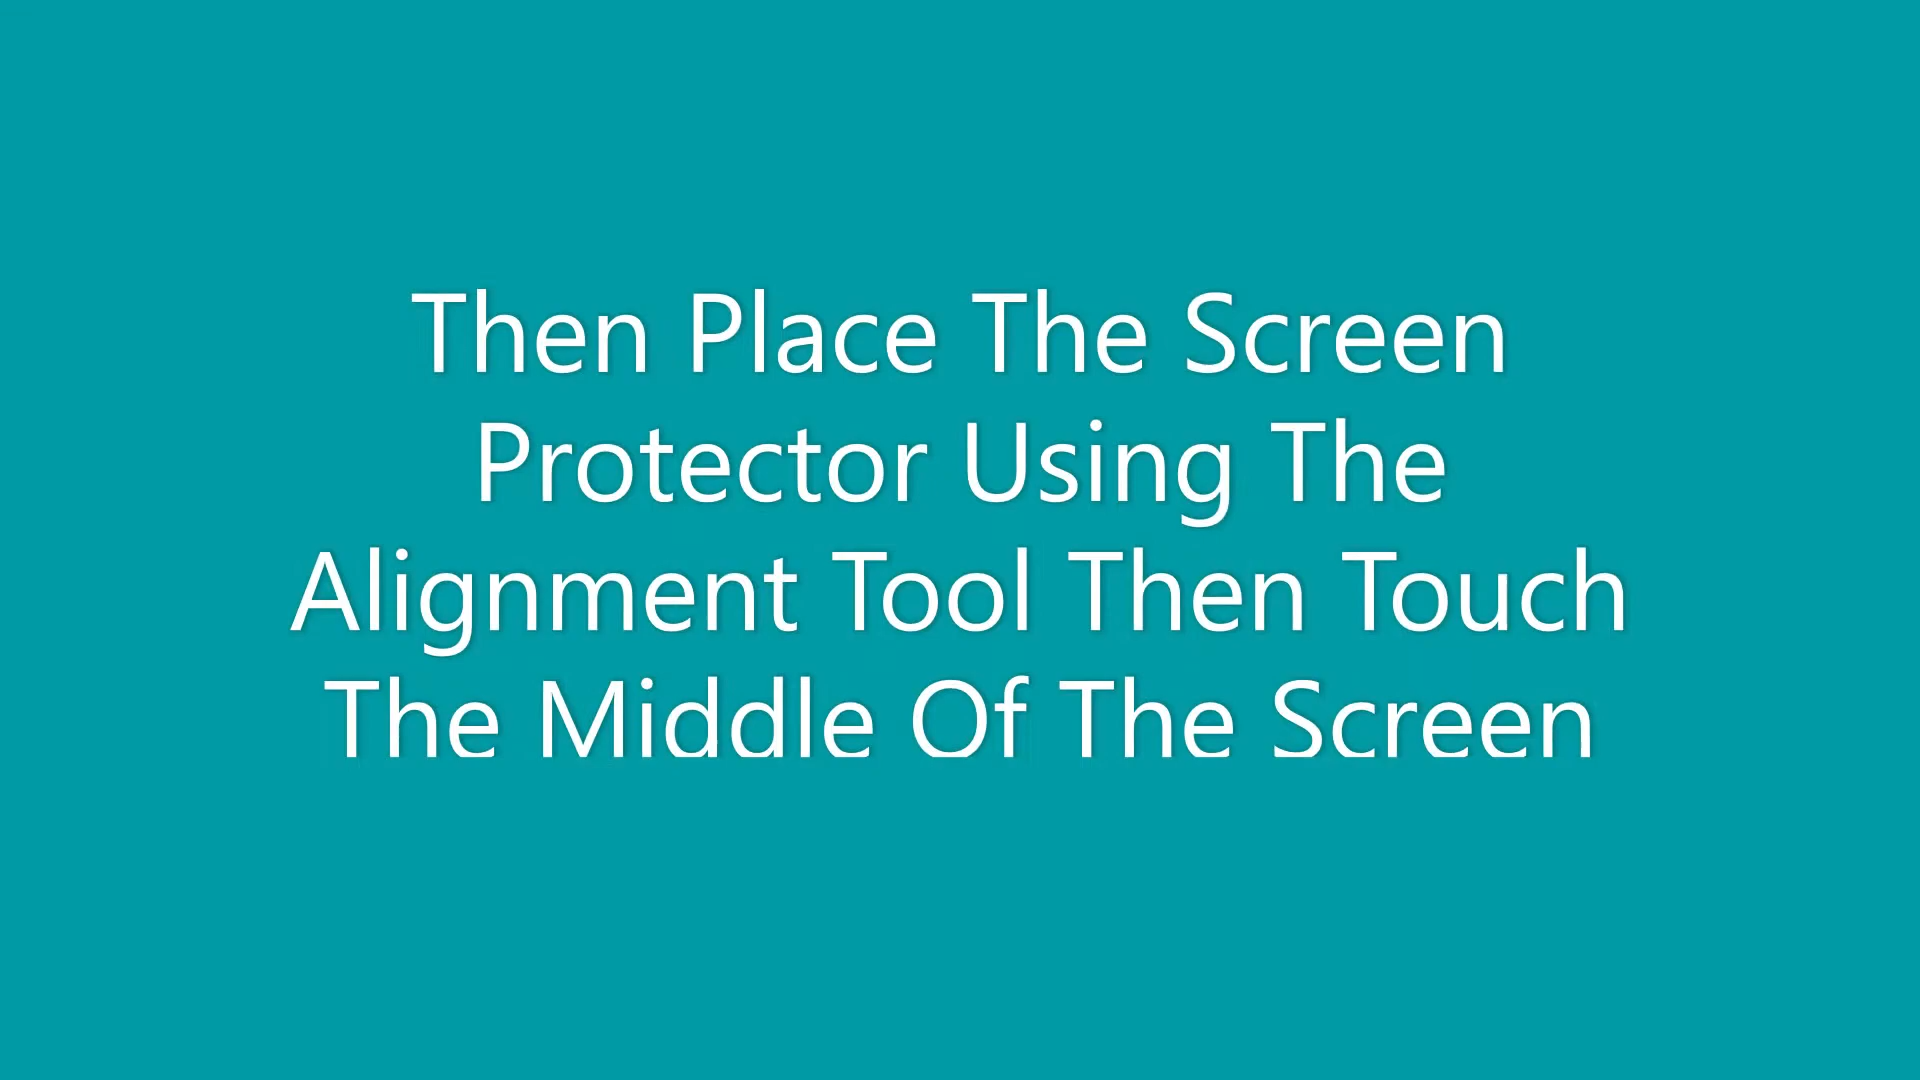 Then Place The Screen
Protector Using The
Alignment Tool Then Touch
The Middle Of The Screen